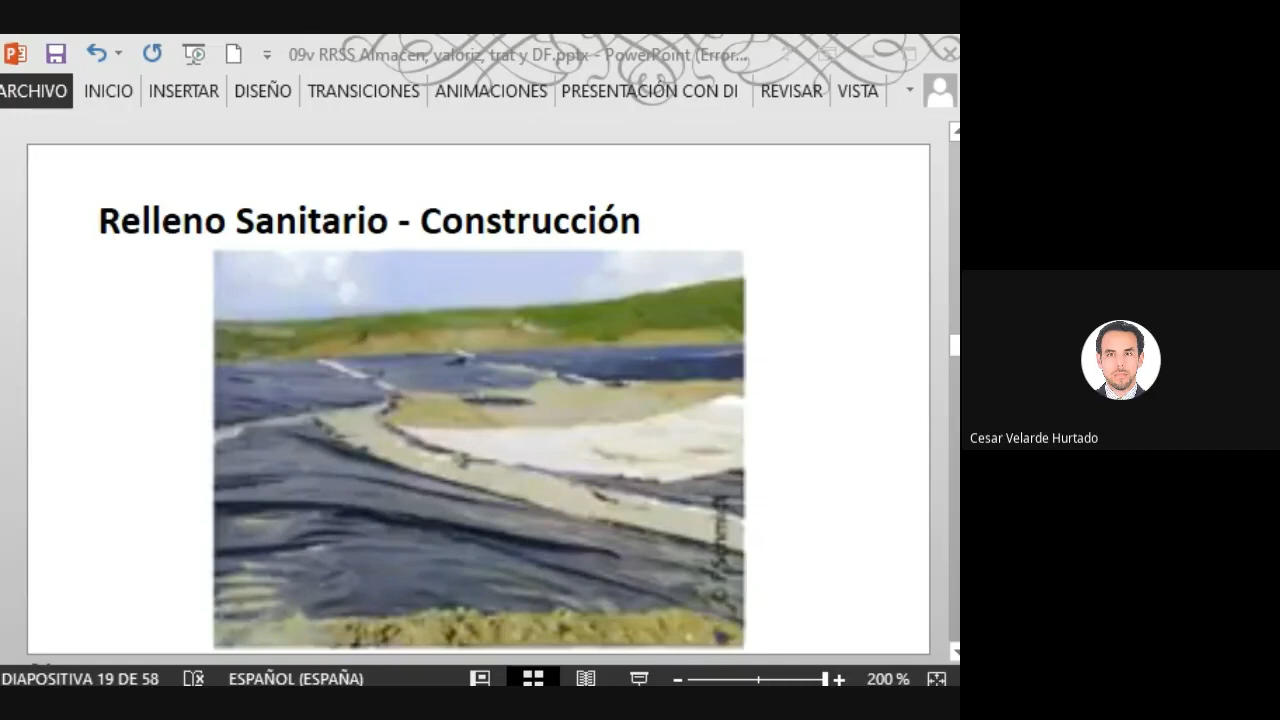 09v RRSS Almacen, valoriz, trat y DF.pptx - PowerPoint (Error...
ARCHIVO INICIO INSERTAR DISEÑO TRANSICIONES ANIMACIONES PRESENTACIÓN CON DI REVISAR VISTA
Relleno Sanitario - Construcción
Cesar Velarde Hurtado
DIAPOSITIVA 19 DE 58 ESPAÑOL (ESPAÑA) 200 %